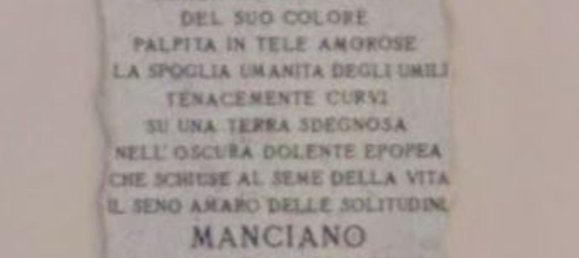 DEL SUO COLORE
PALPITA IN TELE AMOROSE
LA SPOGLIA UMANITA DEGLI UMILI
TENACEMENTE CURVI
SU UNA TERRA SDEGNOSA
NELL' OSCURA DOLENTE EPOPEA
CHE SCHIUSE AL SEME DELLA VITA
IL SENO AMARO DELLE SOLITUDINI.
MANCIANO